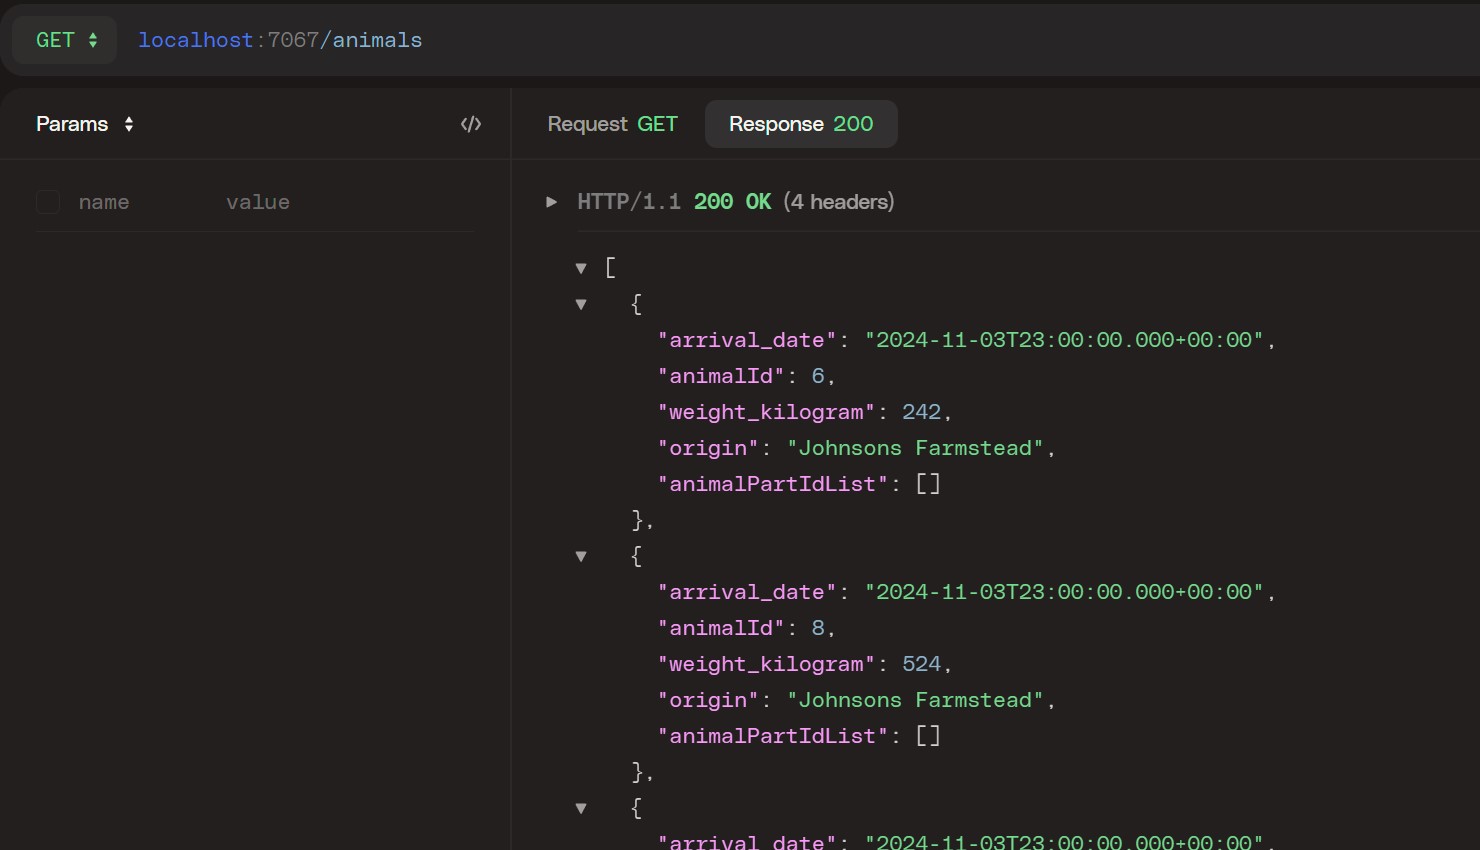 GET localhost:7067/animals
Params </>
name value
Request GET Response 200
HTTP/1.1 200 OK (4 headers)
[
{
"arrival_date": "2024-11-03T23:00:00.000+00:00",
"animalId": 6,
"weight_kilogram": 242,
"origin": "Johnsons Farmstead",
"animalPartIdList": []
},
{
"arrival_date": "2024-11-03T23:00:00.000+00:00",
"animalId": 8,
"weight_kilogram": 524,
"origin": "Johnsons Farmstead",
"animalPartIdList": []
},
{
"arrival_date": "2024-11-03T23:00:00.000+00:00",